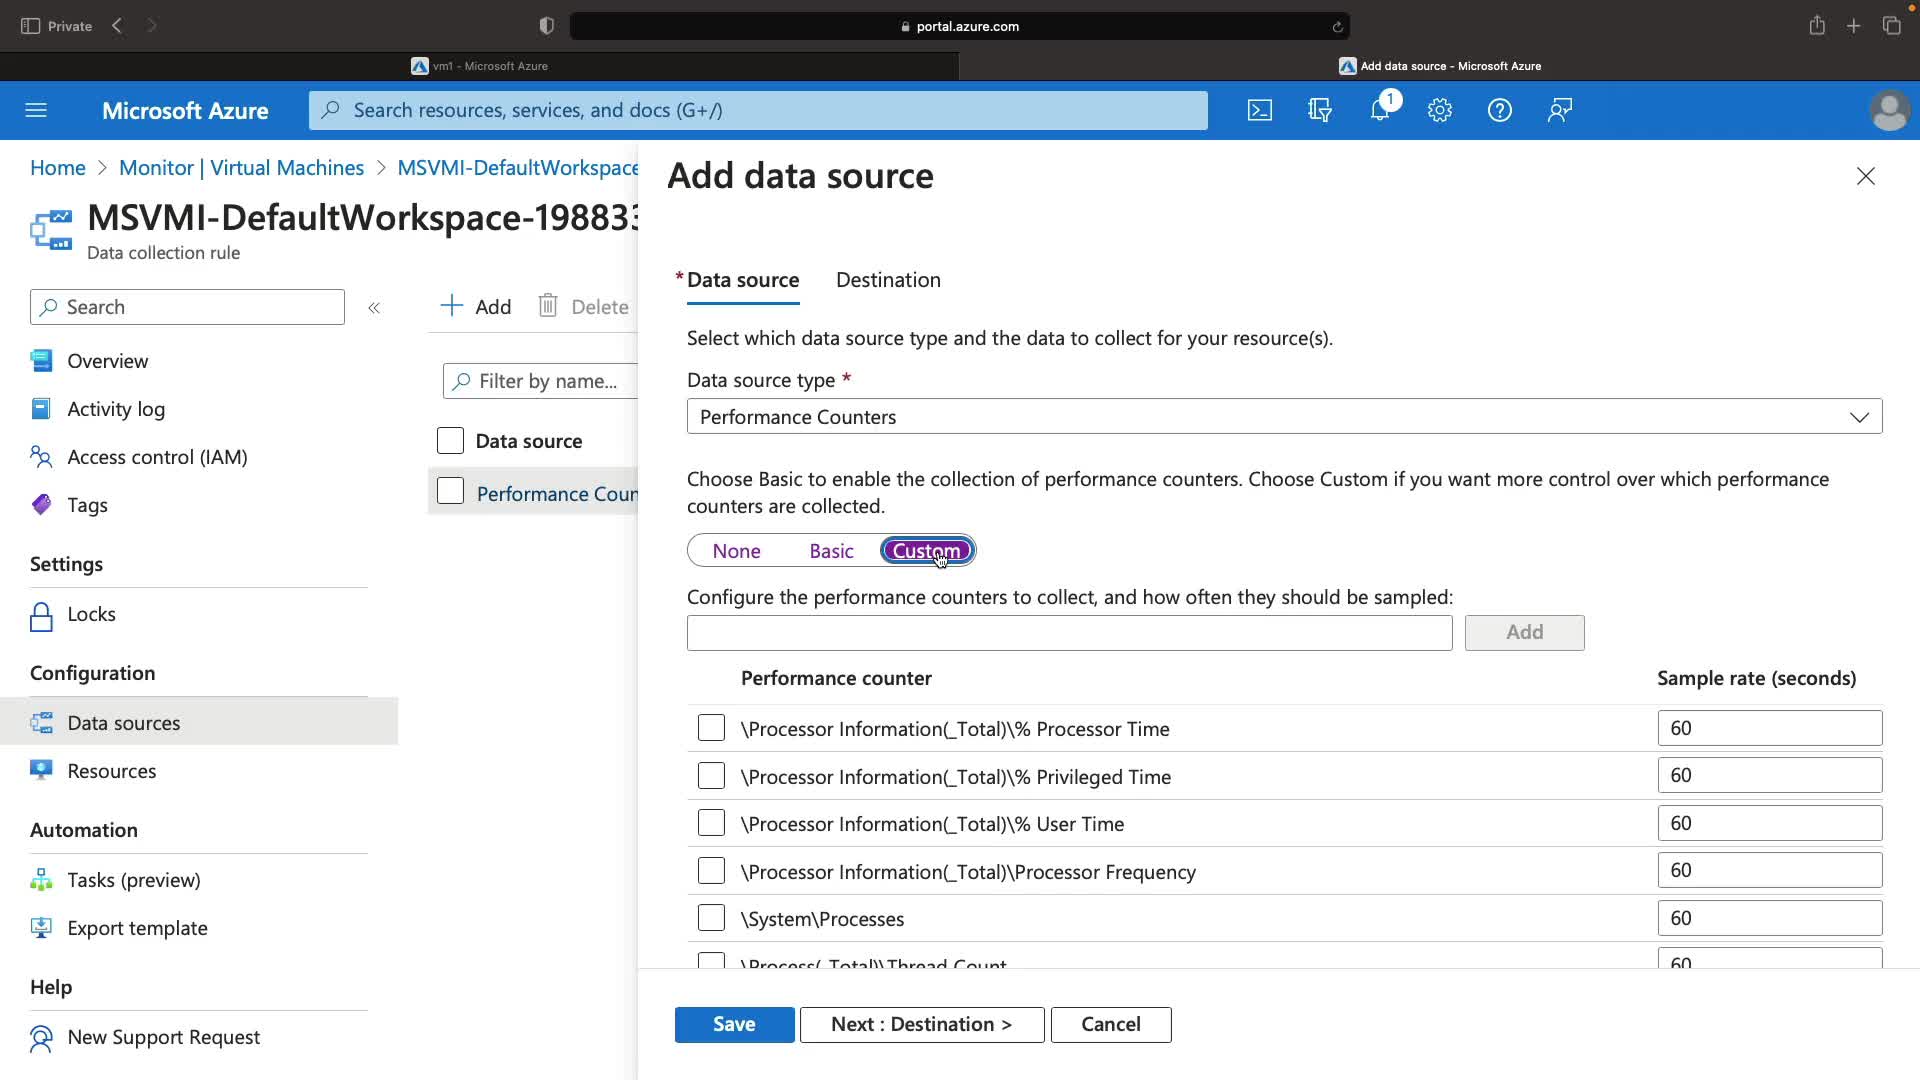 Private
portal.azure.com
vm1 - Microsoft Azure
Add data source - Microsoft Azure
Microsoft Azure
Search resources, services, and docs (G+/)
1
Home > Monitor | Virtual Machines > MSVMI-DefaultWorkspace
MSVMI-DefaultWorkspace-198833
Data collection rule
Search
Overview
Activity log
Access control (IAM)
Tags
Settings
Locks
Configuration
Data sources
Resources
Automation
Tasks (preview)
Export template
Help
New Support Request
Add
Delete
Filter by name...
Data source
Performance Coun
Add data source
* Data source
Destination
Select which data source type and the data to collect for your resource(s).
Data source type *
Performance Counters
Choose Basic to enable the collection of performance counters. Choose Custom if you want more control over which performance
counters are collected.
None Basic Custom
Configure the performance counters to collect, and how often they should be sampled:
Add
Performance counter Sample rate (seconds)
\Processor Information(_Total)\% Processor Time 60
\Processor Information(_Total)\% Privileged Time 60
\Processor Information(_Total)\% User Time 60
\Processor Information(_Total)\Processor Frequency 60
\System\Processes 60
\Process(_Total)\Thread Count 60
Save
Next : Destination >
Cancel